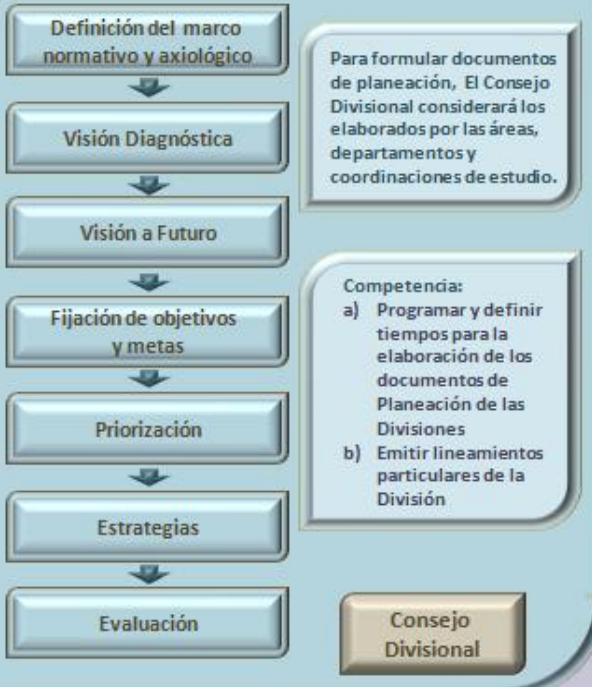 Definición del marco
normativo y axiológico
Visión Diagnóstica
Visión a Futuro
Fijación de objetivos
y metas
Priorización
Estrategias
Evaluación
Para formular documentos
de planeación, El Consejo
Divisional considerará los
elaborados por las áreas,
departamentos y
coordinaciones de estudio.
Competencia:
a) Programar y definir
tiempos para la
elaboración de los
documentos de
Planeación de las
Divisiones
b) Emitir lineamientos
particulares de la
División
Consejo
Divisional